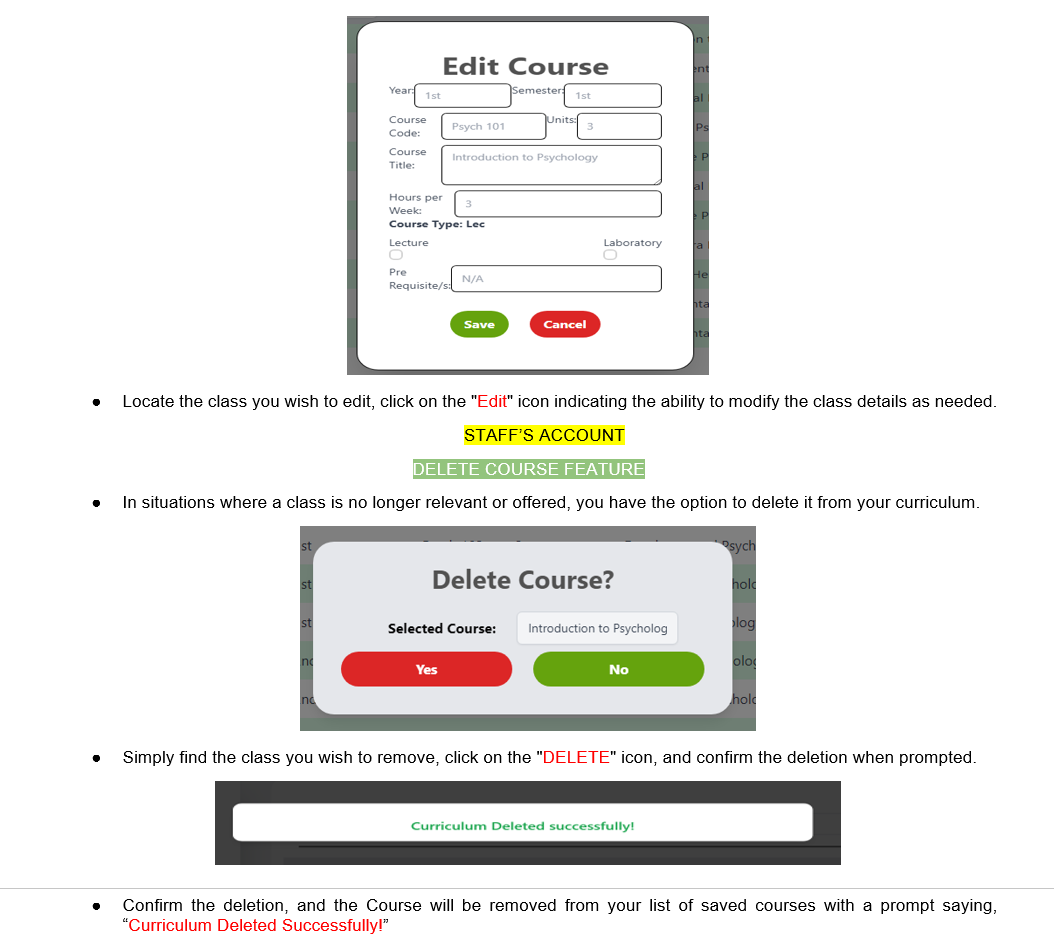 Edit Course
Year: 1st Semester: 1st
Course Code: Psych 101 Units: 3
Course Title: Introduction to Psychology
Hours per Week: 3
Course Type: Lec
Lecture Laboratory
Pre Requisite/s: N/A
Save Cancel
● Locate the class you wish to edit, click on the "Edit" icon indicating the ability to modify the class details as needed.
STAFF'S ACCOUNT
DELETE COURSE FEATURE
● In situations where a class is no longer relevant or offered, you have the option to delete it from your curriculum.
Delete Course?
Selected Course: Introduction to Psycholog
Yes No
● Simply find the class you wish to remove, click on the "DELETE" icon, and confirm the deletion when prompted.
Curriculum Deleted successfully!
● Confirm the deletion, and the Course will be removed from your list of saved courses with a prompt saying,
“Curriculum Deleted Successfully!”